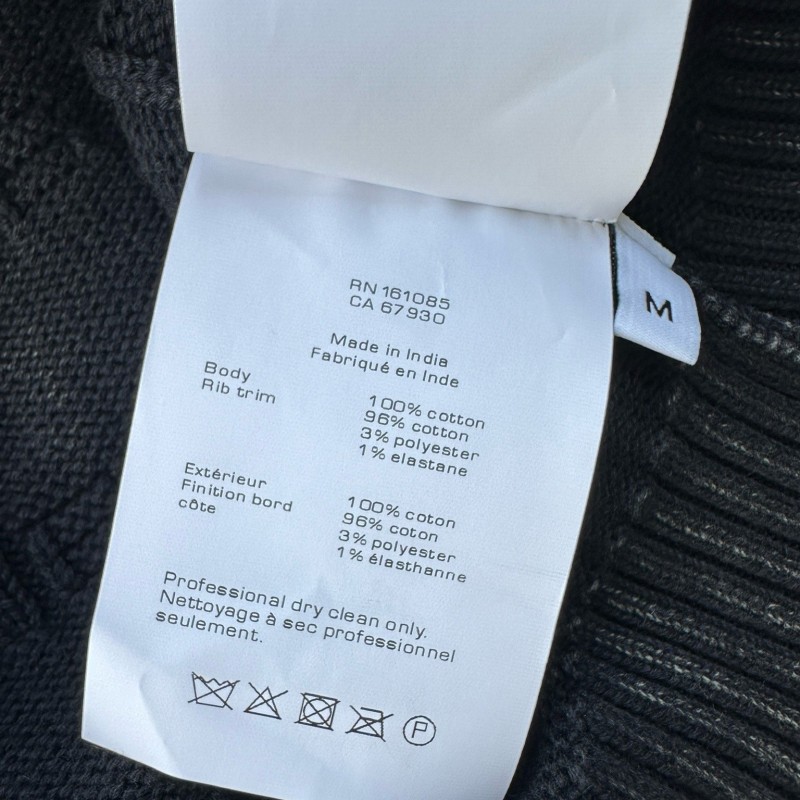 RN 161085
CA 67930
M
Made in India
Fabriqué en Inde
Body
Rib trim
100% cotton
96% cotton
3% polyester
1% elastane
Extérieur
Finition bord
côte
100% coton
96% coton
3% polyester
1% élasthanne
Professional dry clean only.
Nettoyage à sec professionnel
seulement.
P